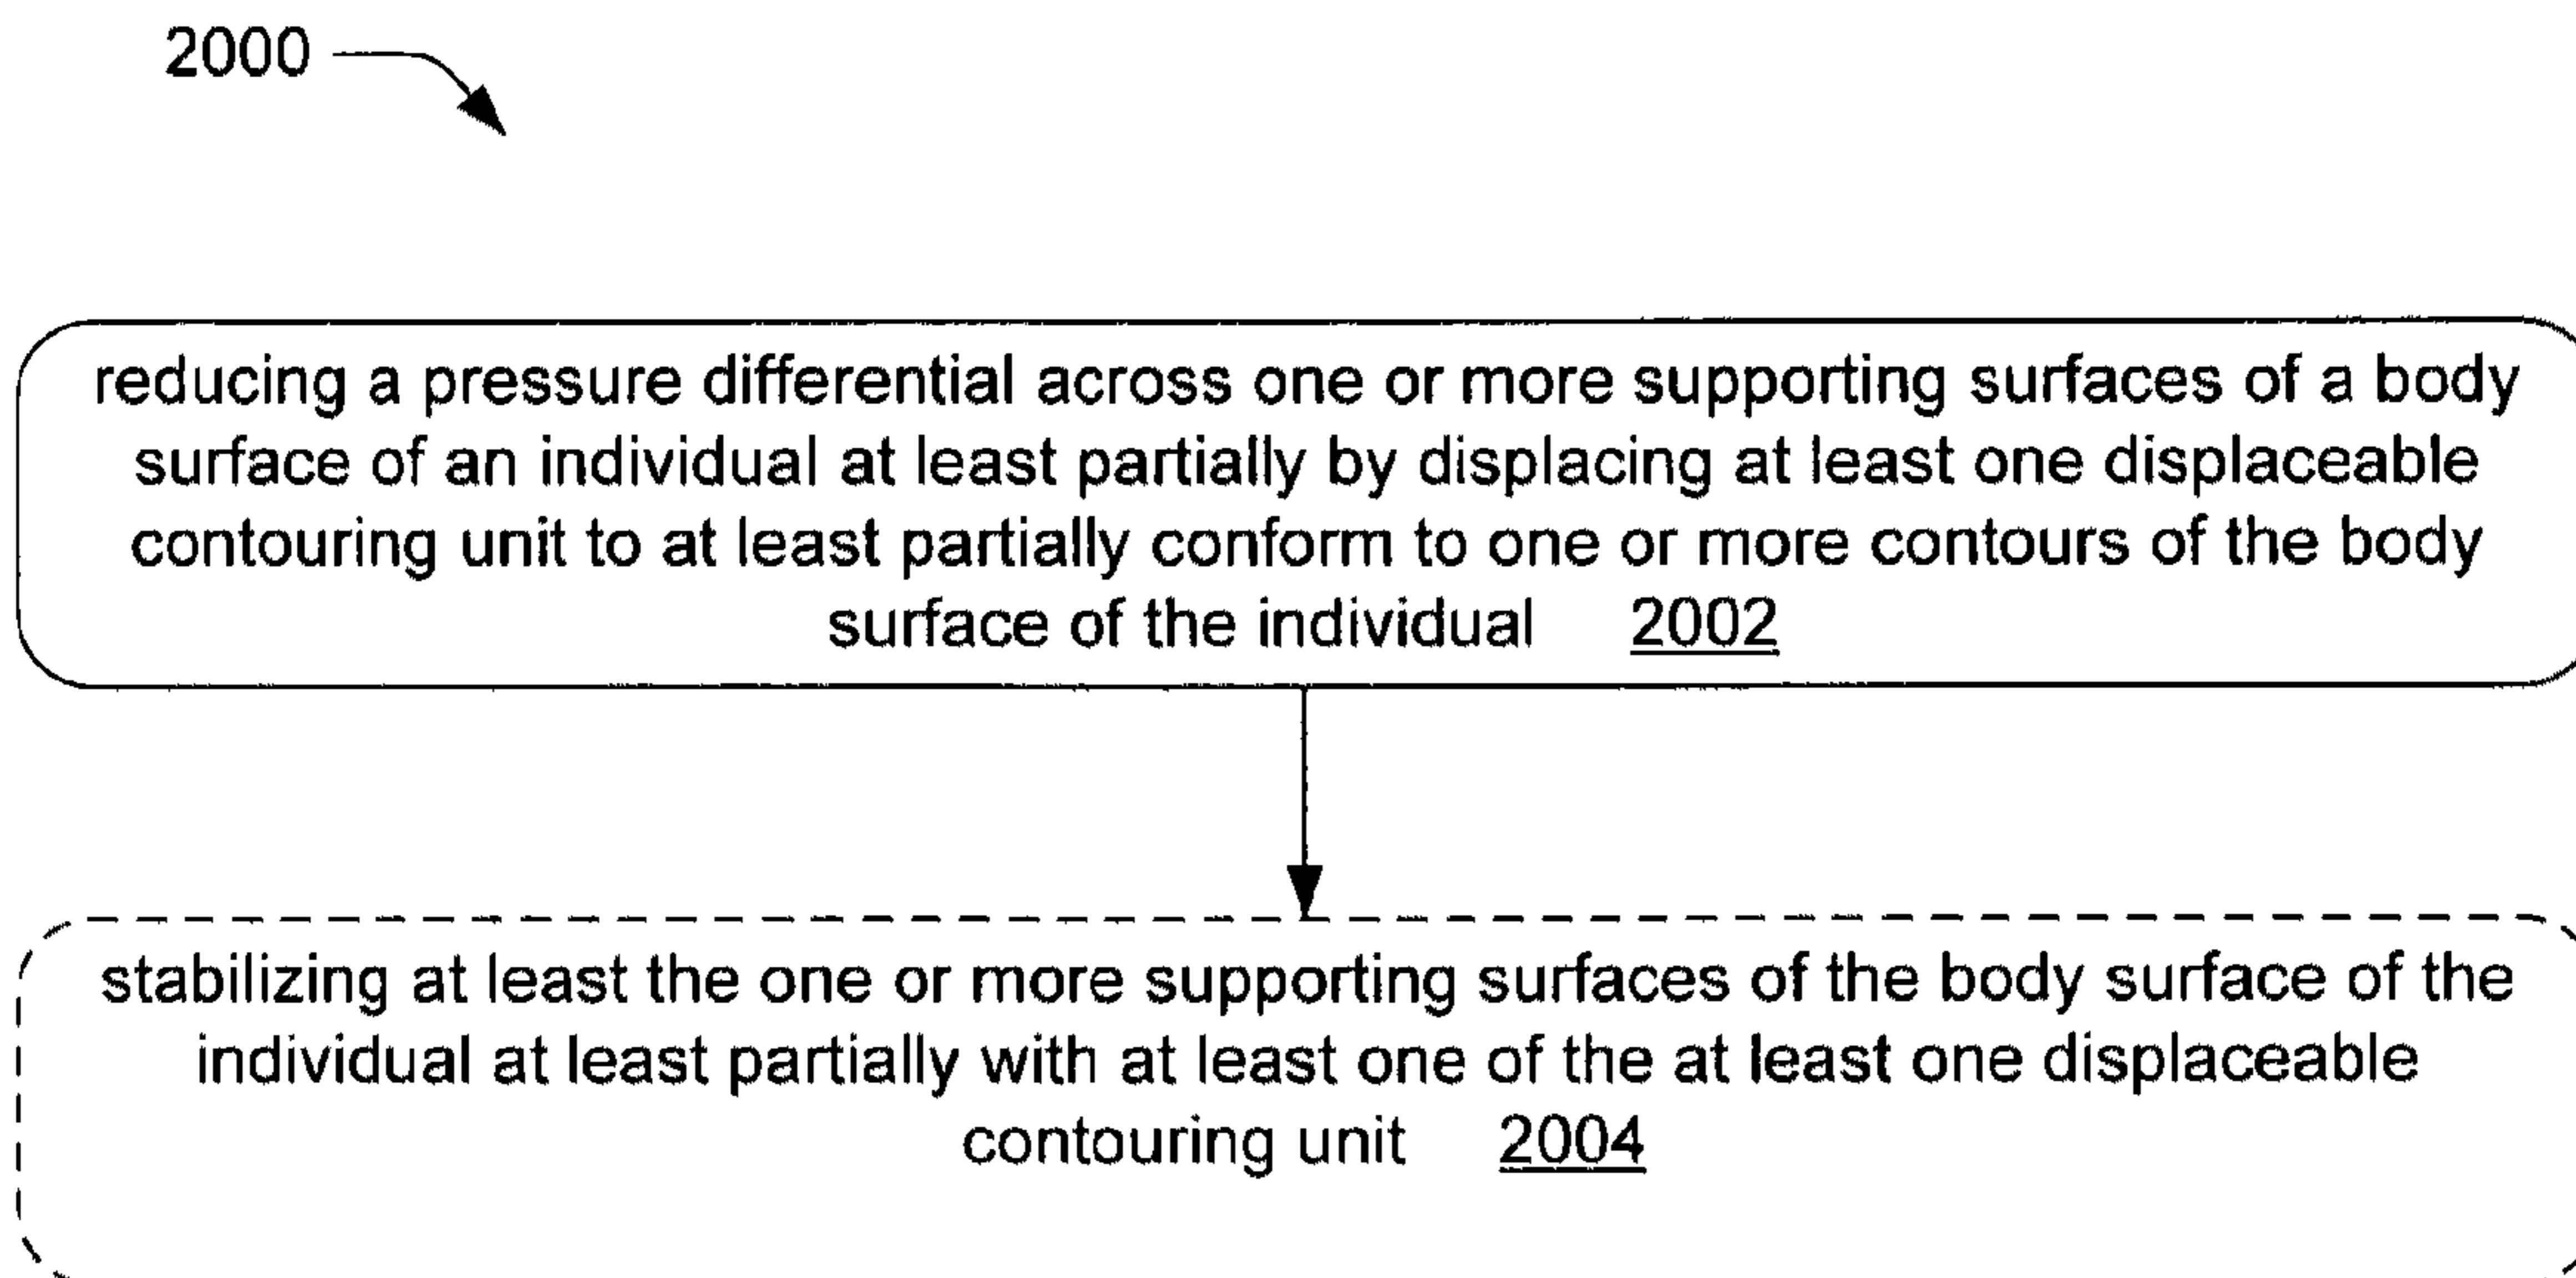 2000
reducing a pressure differential across one or more supporting surfaces of a body
surface of an individual at least partially by displacing at least one displaceable
contouring unit to at least partially conform to one or more contours of the body
surface of the individual 2002
stabilizing at least the one or more supporting surfaces of the body surface of the
individual at least partially with at least one of the at least one displaceable
contouring unit 2004